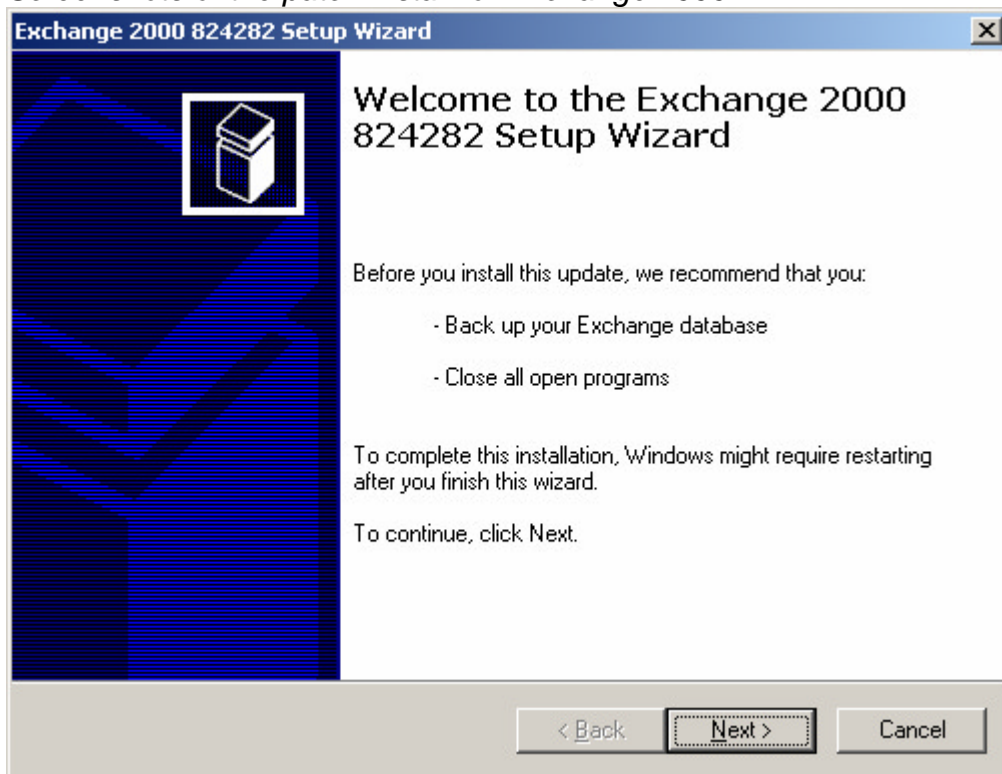 Exchange 2000 824282 Setup Wizard
Welcome to the Exchange 2000
824282 Setup Wizard
Before you install this update, we recommend that you:
- Back up your Exchange database
- Close all open programs
To complete this installation, Windows might require restarting
after you finish this wizard.
To continue, click Next.
< Back
Next >
Cancel